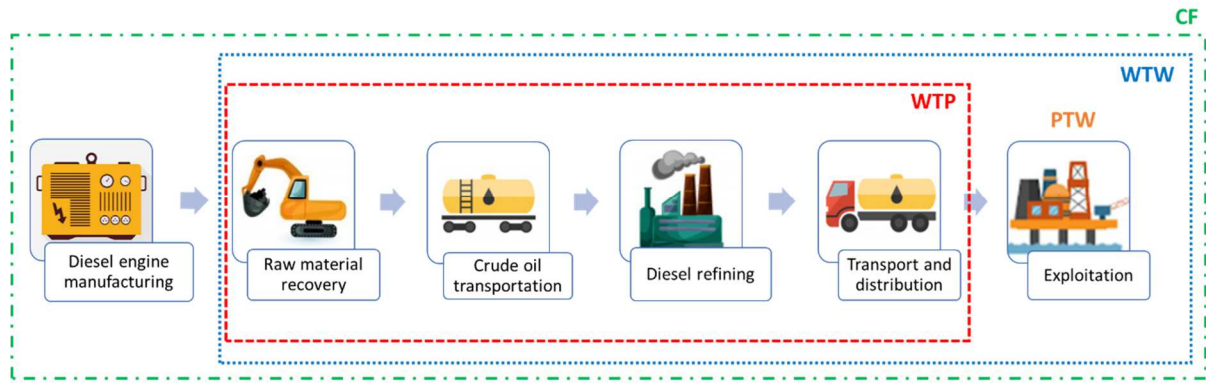 CF
WTW
WTP
PTW
Diesel engine
manufacturing
Raw material
recovery
Crude oil
transportation
Diesel refining
Transport and
distribution
Exploitation